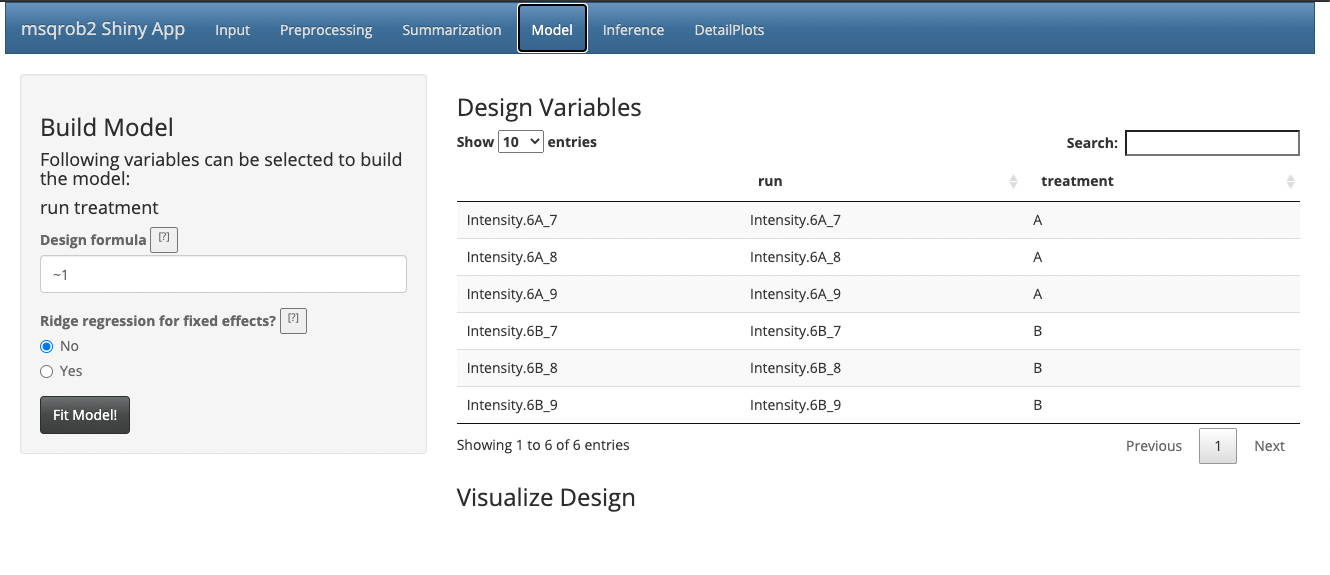 msqrob2 Shiny App Input Preprocessing Summarization Model Inference DetailPlots
Build Model
Following variables can be selected to build
the model:
run treatment
Design formula [?]
~1
Ridge regression for fixed effects? [?]
No
Yes
Fit Model!
Design Variables
Show 10 entries
Search:
run treatment
Intensity.6A_7 Intensity.6A_7 A
Intensity.6A_8 Intensity.6A_8 A
Intensity.6A_9 Intensity.6A_9 A
Intensity.6B_7 Intensity.6B_7 B
Intensity.6B_8 Intensity.6B_8 B
Intensity.6B_9 Intensity.6B_9 B
Showing 1 to 6 of 6 entries
Previous 1 Next
Visualize Design